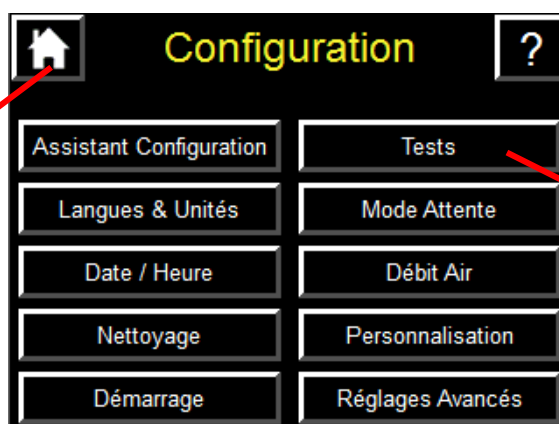 Configuration
?
Assistant Configuration
Tests
Langues & Unités
Mode Attente
Date / Heure
Débit Air
Nettoyage
Personnalisation
Démarrage
Réglages Avancés